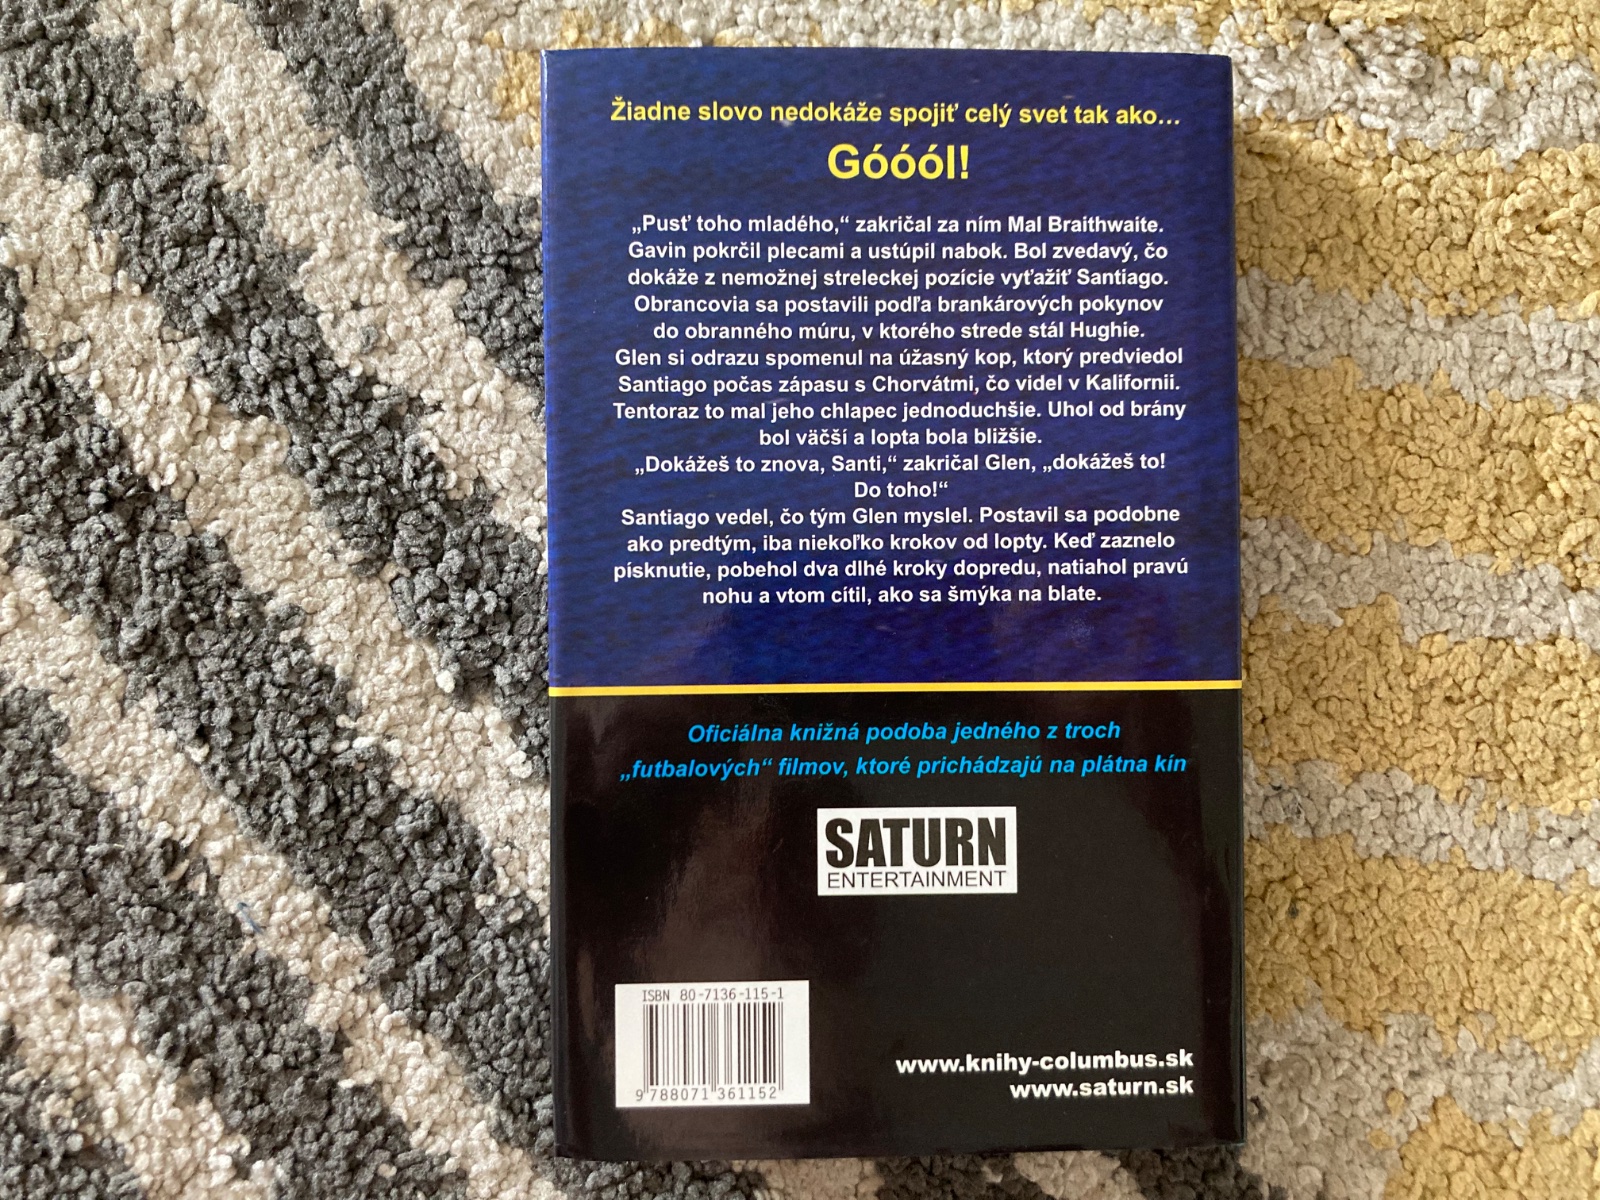 Žiadne slovo nedokáže spojiť celý svet tak ako...
Góóól!
„Pusť toho mladého,“ zakričal za ním Mal Braithwaite.
Gavin pokrčil plecami a ustúpil nabok. Bol zvedavý, čo
dokáže z nemožnej streleckej pozície vyťažiť Santiago.
Obrancovia sa postavili podľa brankárových pokynov
do obranného múru, v ktorého strede stál Hughie.
Glen si odrazu spomenul na úžasný kop, ktorý predviedol
Santiago počas zápasu s Chorvátmi, čo videl v Kalifornii.
Tentoraz to mal jeho chlapec jednoduchšie. Uhol od brány
bol väčší a lopta bola bližšie.
„Dokážeš to znova, Santi,“ zakričal Glen, „dokážeš to!
Do toho!“
Santiago vedel, čo tým Glen myslel. Postavil sa podobne
ako predtým, iba niekoľko krokov od lopty. Keď zaznelo
písknutie, pobehol dva dlhé kroky dopredu, natiahol pravú
nohu a vtom cítil, ako sa šmýka na blate.
Oficiálna knižná podoba jedného z troch
„futbalových“ filmov, ktoré prichádzajú na plátna kín
SATURN
ENTERTAINMENT
ISBN 80-7136-115-1
9 788071 361152
www.knihy-columbus.sk
www.saturn.sk